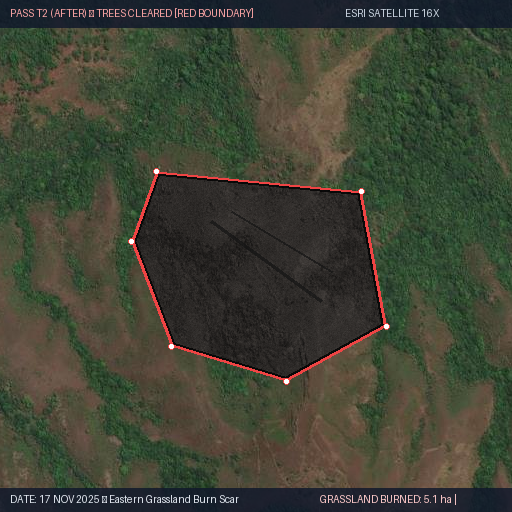 PASS T2 (AFTER) ▯ TREES CLEARED [RED BOUNDARY]
ESRI SATELLITE 16X
DATE: 17 NOV 2025 ▯ Eastern Grassland Burn Scar
GRASSLAND BURNED: 5.1 ha |